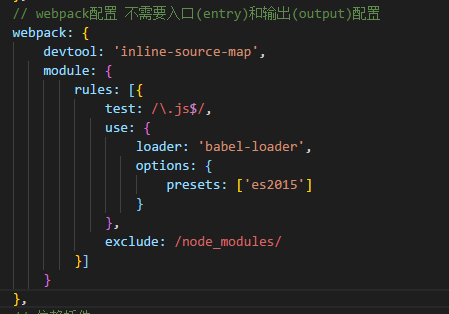 // webpack配置 不需要入口(entry)和输出(output)配置
webpack: {
    devtool: 'inline-source-map',
    module: {
        rules: [{
            test: /\.js$/,
            use: {
                loader: 'babel-loader',
                options: {
                    presets: ['es2015']
                }
            },
            exclude: /node_modules/
        }]
    }
},